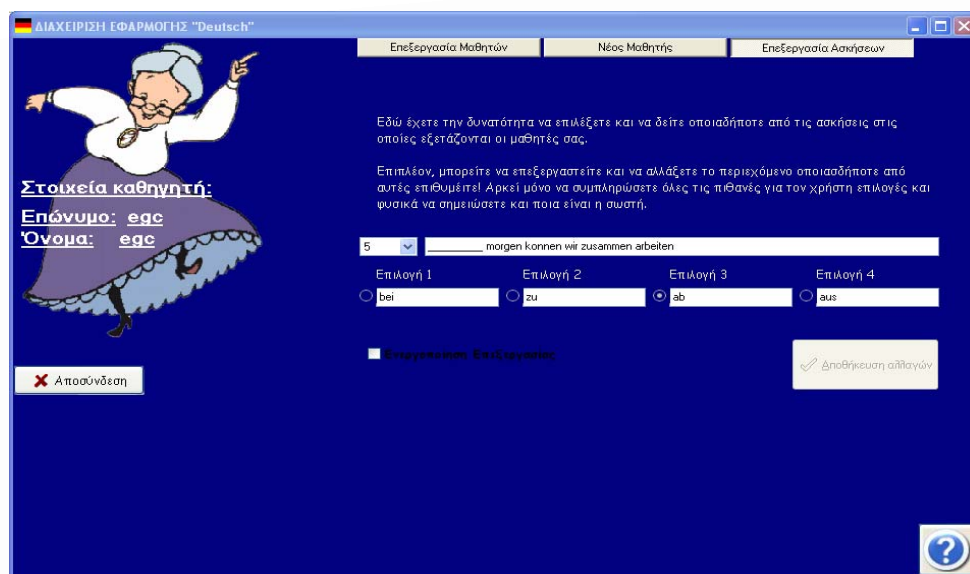 ΔΙΑΧΕΙΡΙΣΗ ΕΦΑΡΜΟΓΗΣ "Deutsch"
Επεξεργασία Μαθητών
Νέος Μαθητής
Επεξεργασία Ασκήσεων
Εδώ έχετε την δυνατότητα να επιλέξετε και να δείτε οποιαδήποτε από τις ασκήσεις στις
οποίες εξετάζονται οι μαθητές σας.
Επιπλέον, μπορείτε να επεξεργαστείτε και να αλλάξετε το περιεχόμενο οποιασδήποτε από
αυτές επιθυμείτε! Αρκεί μόνο να συμπληρώσετε όλες τις πιθανές για τον χρήστη επιλογές και
φυσικά να σημειώσετε και ποια είναι η σωστή.
Στοιχεία καθηγητή:
Επώνυμο: egc
Όνομα: egc
5
________ morgen konnen wir zusammen arbeiten
Επιλογή 1
Επιλογή 2
Επιλογή 3
Επιλογή 4
bei
zu
ab
aus
Ενεργοποίηση Επεξεργασίας
Αποθήκευση αλλαγών
Αποσύνδεση